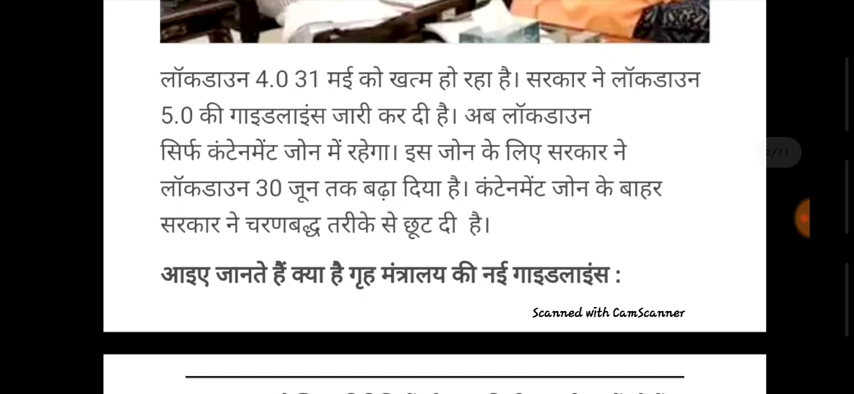 लॉकडाउन 4.0 31 मई को खत्म हो रहा है। सरकार ने लॉकडाउन
5.0 की गाइडलाइंस जारी कर दी है। अब लॉकडाउन
सिर्फ कंटेनमेंट जोन में रहेगा। इस जोन के लिए सरकार ने
लॉकडाउन 30 जून तक बढ़ा दिया है। कंटेनमेंट जोन के बाहर
सरकार ने चरणबद्ध तरीके से छूट दी है।
आइए जानते हैं क्या है गृह मंत्रालय की नई गाइडलाइंस :
Scanned with CamScanner